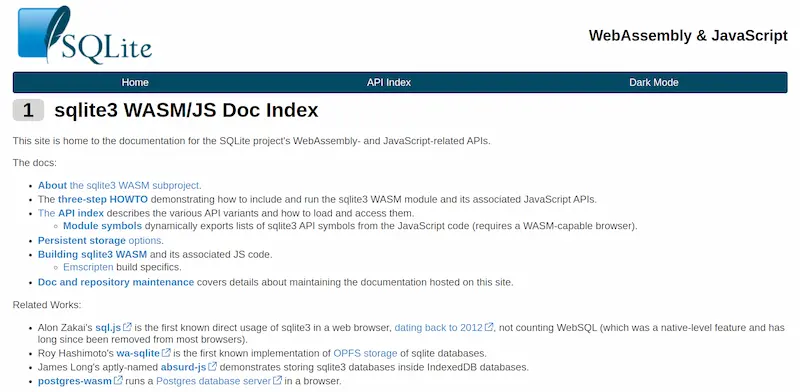 SQLite
WebAssembly & JavaScript
Home API Index Dark Mode
1 sqlite3 WASM/JS Doc Index
This site is home to the documentation for the SQLite project's WebAssembly- and JavaScript-related APIs.
The docs:
About the sqlite3 WASM subproject.
The three-step HOWTO demonstrating how to include and run the sqlite3 WASM module and its associated JavaScript APIs.
The API index describes the various API variants and how to load and access them.
Module symbols dynamically exports lists of sqlite3 API symbols from the JavaScript code (requires a WASM-capable browser).
Persistent storage options.
Building sqlite3 WASM and its associated JS code.
Emscripten build specifics.
Doc and repository maintenance covers details about maintaining the documentation hosted on this site.
Related Works:
Alon Zakai's sql.js is the first known direct usage of sqlite3 in a web browser, dating back to 2012, not counting WebSQL (which was a native-level feature and has
long since been removed from most browsers).
Roy Hashimoto's wa-sqlite is the first known implementation of OPFS storage of sqlite databases.
James Long's aptly-named absurd-js demonstrates storing sqlite3 databases inside IndexedDB databases.
postgres-wasm runs a Postgres database server in a browser.